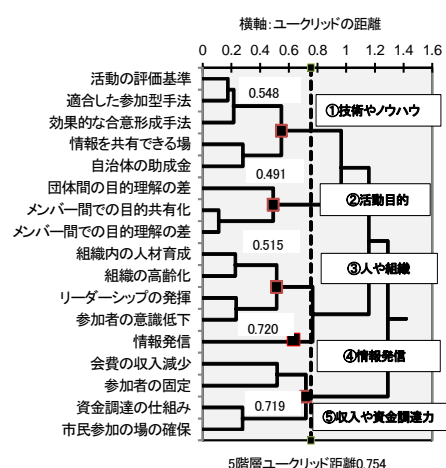 横軸:ユークリッドの距離
0 0.2 0.4 0.6 0.8 1 1.2 1.4 1.6
活動の評価基準
適合した参加型手法
効果的な合意形成手法
情報を共有できる場
自治体の助成金
団体間の目的理解の差
メンバー間での目的共有化
メンバー間での目的理解の差
組織内の人材育成
組織の高齢化
リーダーシップの発揮
参加者の意識低下
情報発信
会費の収入減少
参加者の固定
資金調達の仕組み
市民参加の場の確保
0.548
①技術やノウハウ
0.491
②活動目的
0.515
③人や組織
0.720
④情報発信
0.719
⑤収入や資金調達力
5階層ユークリッド距離0.754